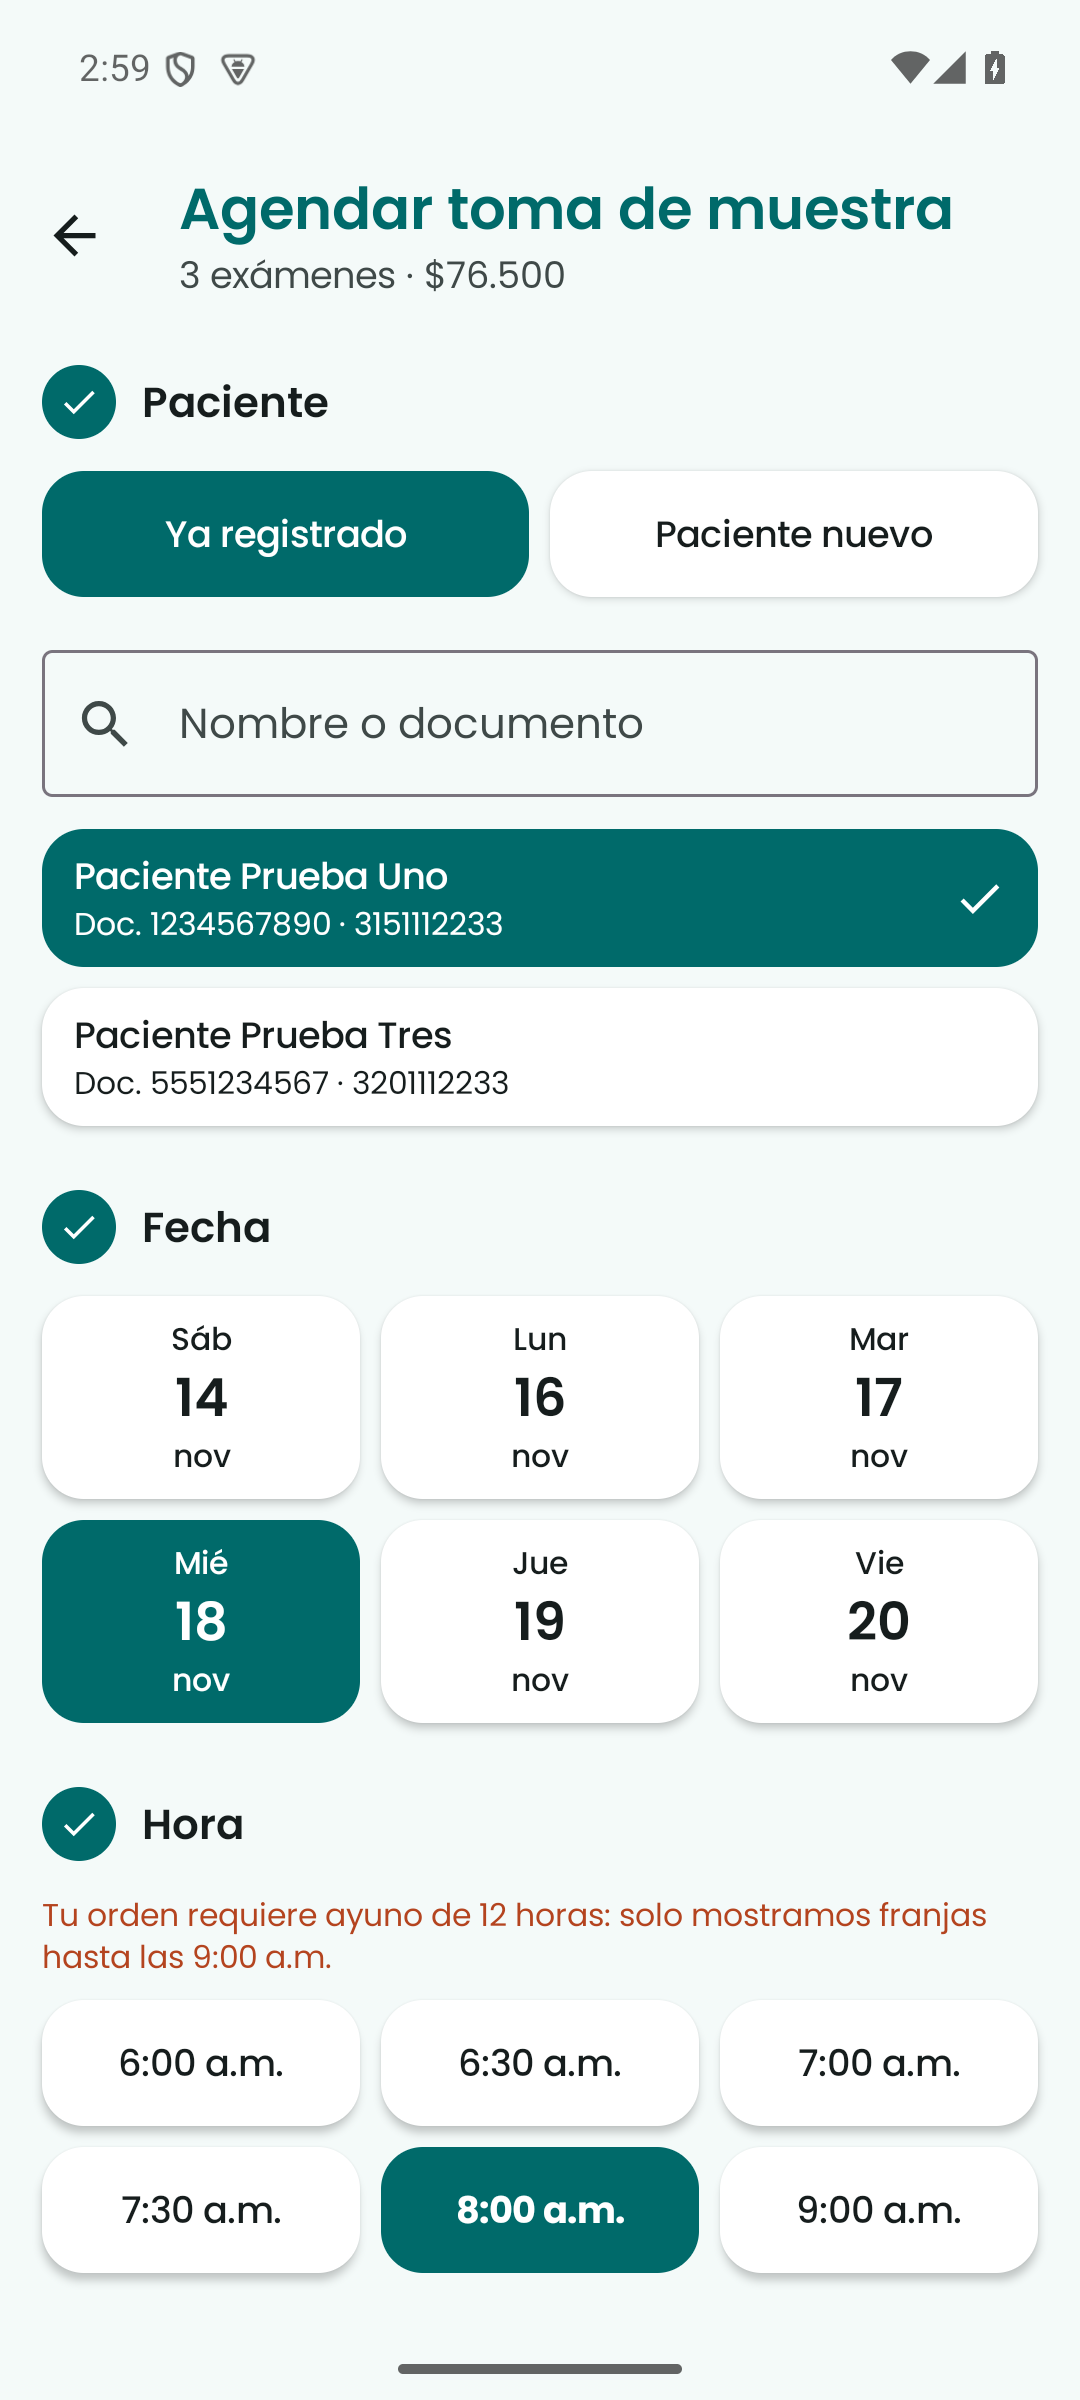 2:59
Agendar toma de muestra
3 exámenes · $76.500
Paciente
Ya registrado
Paciente nuevo
Nombre o documento
Paciente Prueba Uno
Doc. 1234567890 · 3151112233
Paciente Prueba Tres
Doc. 5551234567 · 3201112233
Fecha
Sáb
14
nov
Lun
16
nov
Mar
17
nov
Mié
18
nov
Jue
19
nov
Vie
20
nov
Hora
Tu orden requiere ayuno de 12 horas: solo mostramos franjas
hasta las 9:00 a.m.
6:00 a.m.
6:30 a.m.
7:00 a.m.
7:30 a.m.
8:00 a.m.
9:00 a.m.